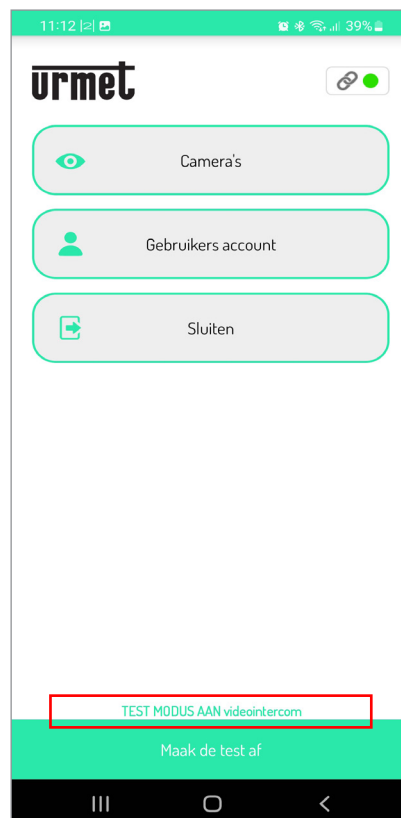 11:12
39%
urmet
Camera's
Gebruikers account
Sluiten
TEST MODUS AAN videointercom
Maak de test af